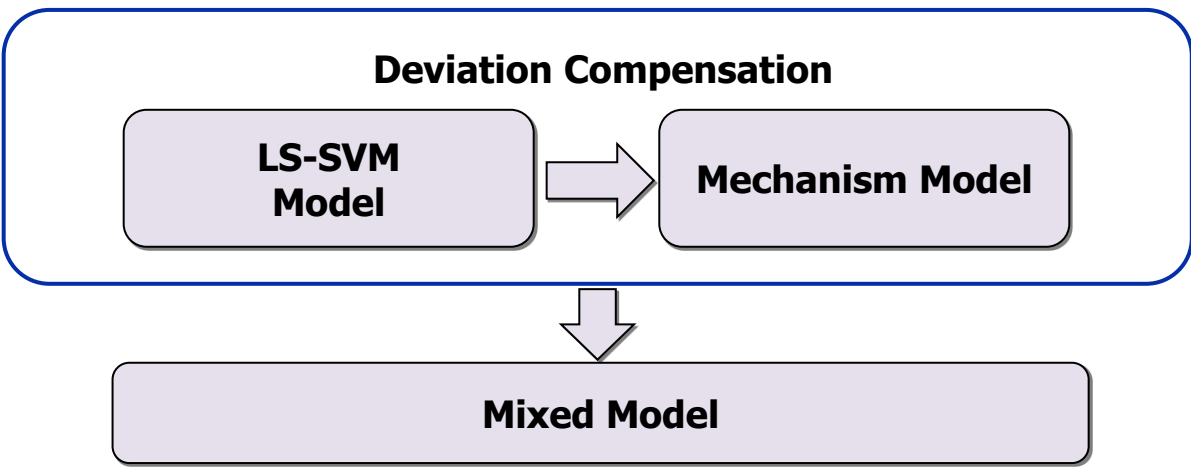 Deviation Compensation
LS-SVM
Model
Mechanism Model
Mixed Model